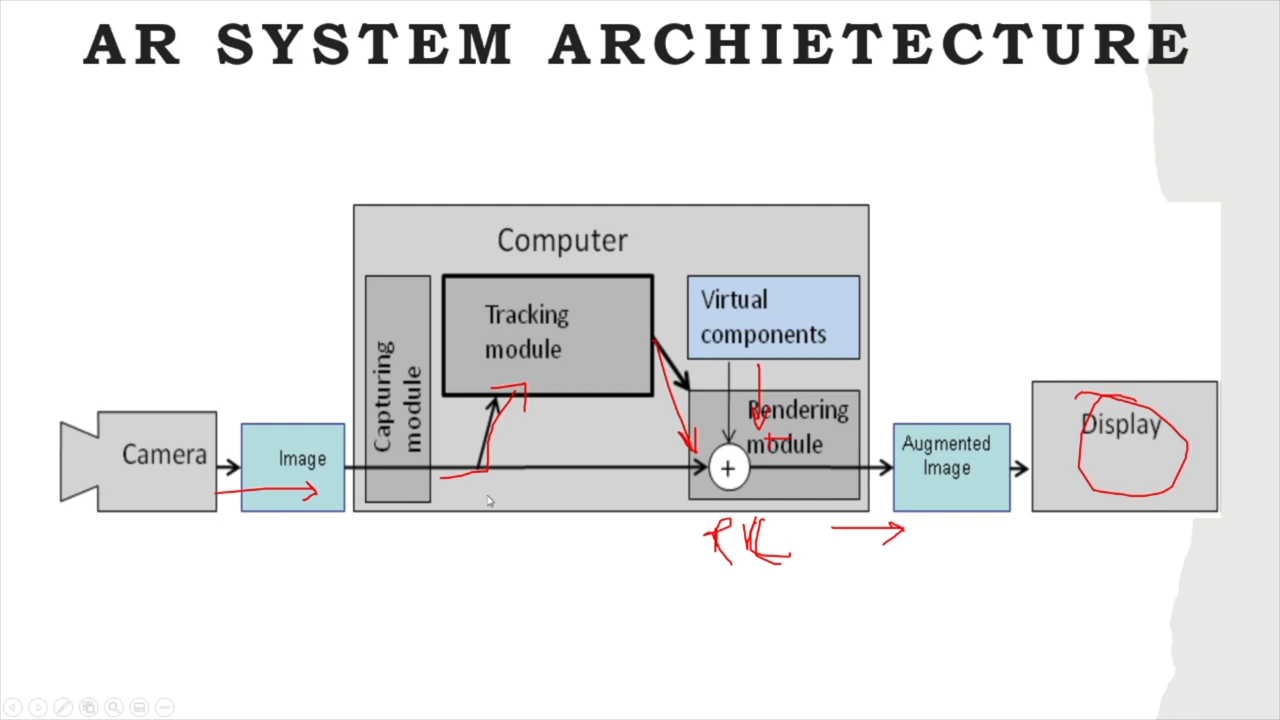 AR SYSTEM ARCHIETECTURE
Computer
Capturing
module
Tracking
module
Virtual
components
Rendering
module
+
Camera
Image
Augmented
Image
Display